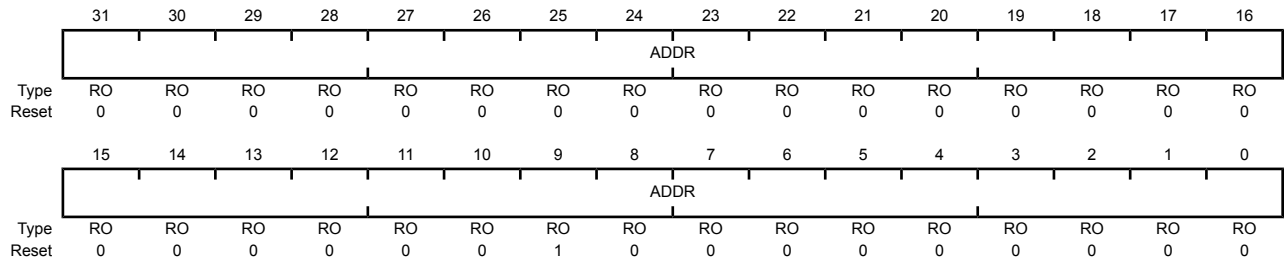 31 30 29 28 27 26 25 24 23 22 21 20 19 18 17 16
ADDR
Type RO RO RO RO RO RO RO RO RO RO RO RO RO RO RO RO
Reset 0 0 0 0 0 0 0 0 0 0 0 0 0 0 0 0
15 14 13 12 11 10 9 8 7 6 5 4 3 2 1 0
ADDR
Type RO RO RO RO RO RO RO RO RO RO RO RO RO RO RO RO
Reset 0 0 0 0 0 0 1 0 0 0 0 0 0 0 0 0